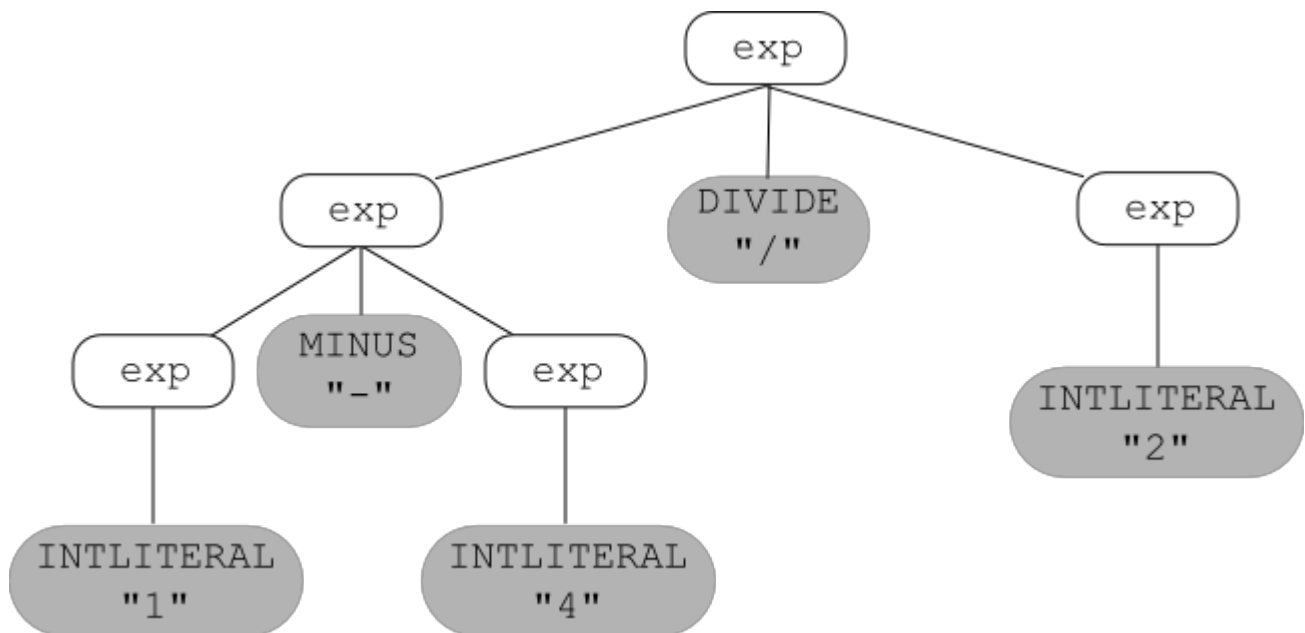 exp
exp
DIVIDE
"/"
exp
exp
MINUS
"-"
exp
INTLITERAL
"2"
INTLITERAL
"1"
INTLITERAL
"4"